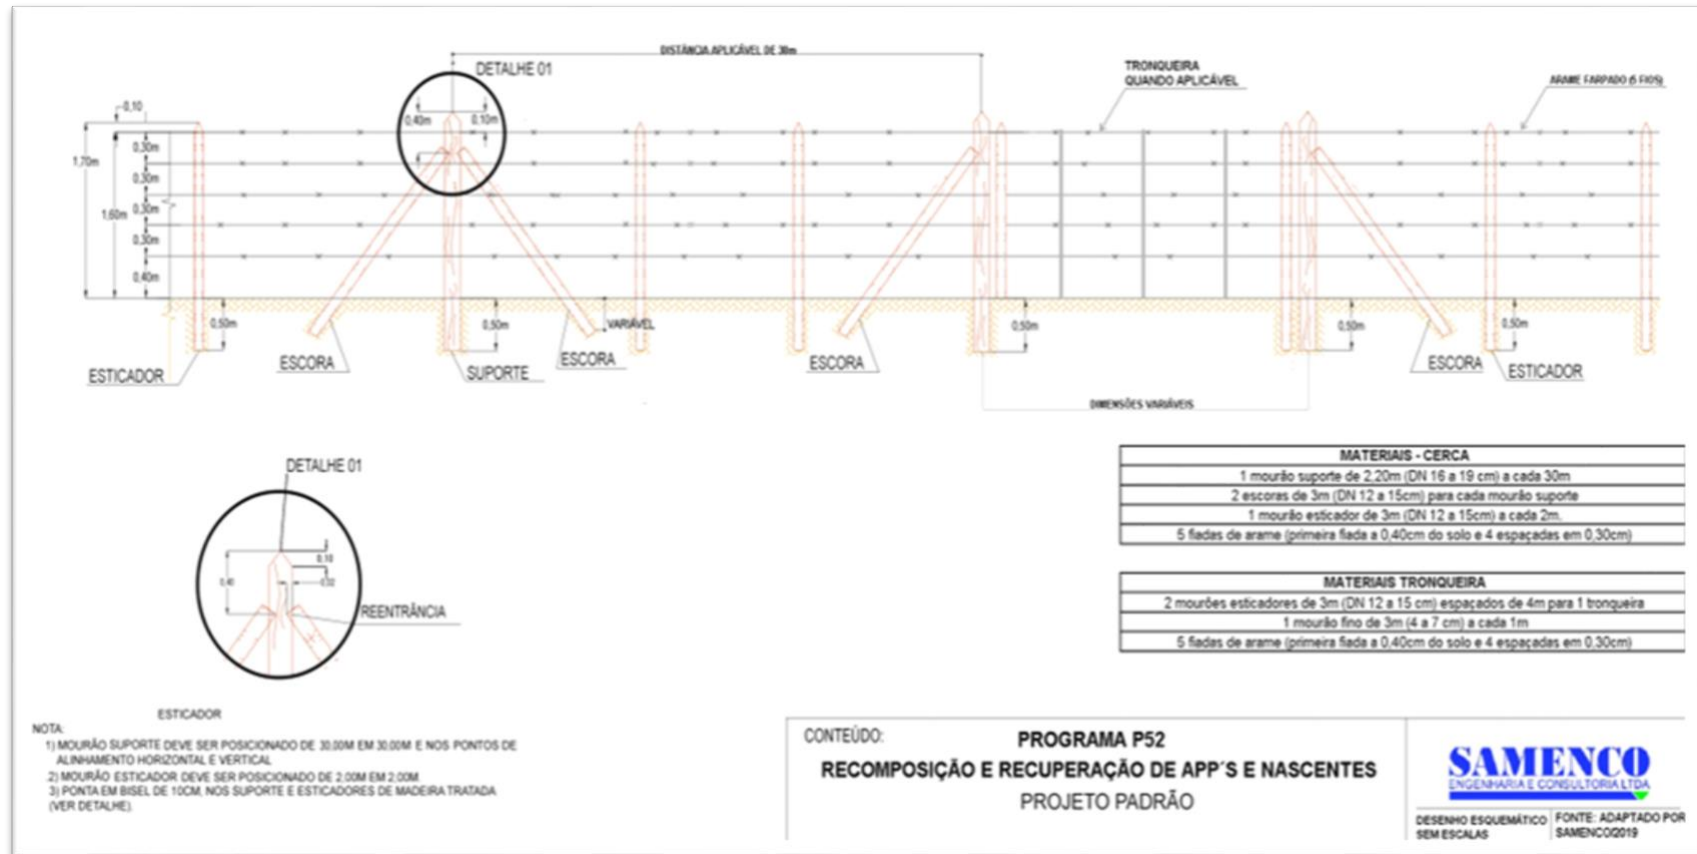 DISTÂNCIA APLICÁVEL DE 30m
DETALHE 01
TRONQUEIRA
QUANDO APLICÁVEL
ARAME FARPADO (5 FIOS)
0,10
0,40m
0,10m
1,70m
0,30m
0,30m
1,60m
0,30m
0,30m
0,40m
0,50m
0,50m
VARIÁVEL
0,50m
0,50m
0,50m
ESTICADOR
ESCORA
SUPORTE
ESCORA
ESCORA
ESCORA
ESTICADOR
DIMENSÕES VARIÁVEIS
DETALHE 01
0,10
0,40
0,02
REENTRÂNCIA
MATERIAIS - CERCA
1 mourão suporte de 2,20m (DN 16 a 19 cm) a cada 30m
2 escoras de 3m (DN 12 a 15cm) para cada mourão suporte
1 mourão esticador de 3m (DN 12 a 15cm) a cada 2m.
5 fiadas de arame (primeira fiada a 0,40cm do solo e 4 espaçadas em 0,30cm)
MATERIAIS TRONQUEIRA
2 mourões esticadores de 3m (DN 12 a 15 cm) espaçados de 4m para 1 tronqueira
1 mourão fino de 3m (4 a 7 cm) a cada 1m
5 fiadas de arame (primeira fiada a 0,40cm do solo e 4 espaçadas em 0,30cm)
ESTICADOR
NOTA:
1) MOURÃO SUPORTE DEVE SER POSICIONADO DE 30,00M EM 30,00M E NOS PONTOS DE
ALINHAMENTO HORIZONTAL E VERTICAL
2) MOURÃO ESTICADOR DEVE SER POSICIONADO DE 2,00M EM 2,00M.
3) PONTA EM BISEL DE 10CM, NOS SUPORTE E ESTICADORES DE MADEIRA TRATADA
(VER DETALHE).
CONTEÚDO:
PROGRAMA P52
RECOMPOSIÇÃO E RECUPERAÇÃO DE APP´S E NASCENTES
PROJETO PADRÃO
SAMENCO
ENGENHARIA E CONSULTORIA LTDA
DESENHO ESQUEMÁTICO
SEM ESCALAS
FONTE: ADAPTADO POR
SAMENCO/2019